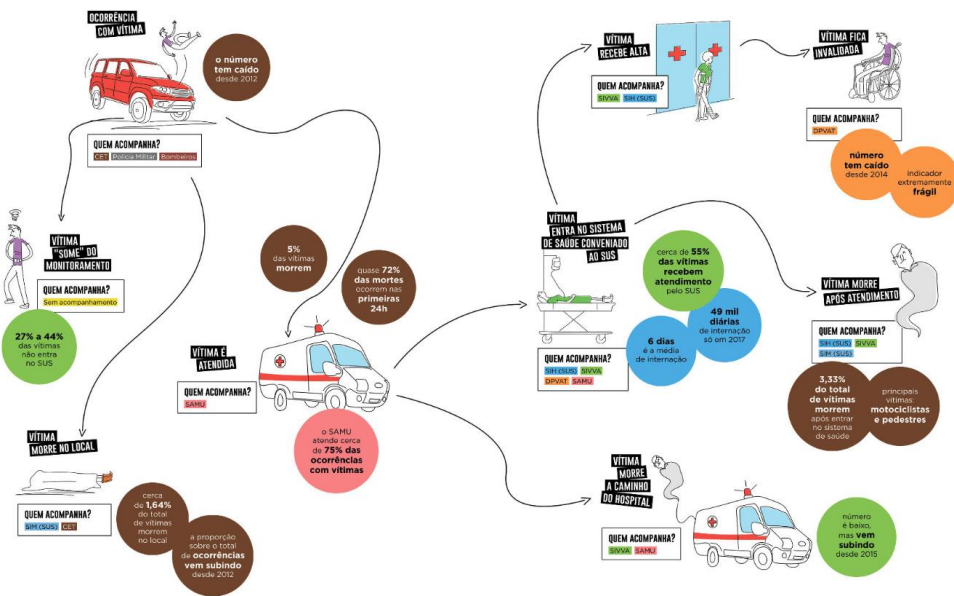 OCORRÊNCIA
COM VÍTIMA
o número
tem caído
desde 2012
QUEM ACOMPANHA?
CET Polícia Militar Bombeiros
VÍTIMA
"SOME" DO
MONITORAMENTO
QUEM ACOMPANHA?
Sem acompanhamento
27% a 44%
das vítimas
não entra
no SUS
VÍTIMA
MORRE NO LOCAL
QUEM ACOMPANHA?
SIM (SUS) CET
cerca
de 1,64%
do total
de vítimas
morrem
no local
a proporção
sobre o total
de ocorrências
vem subindo
desde 2012
5%
das vítimas
morrem
quase 72%
das mortes
ocorrem nas
primeiras
24h
VÍTIMA É
ATENDIDA
QUEM ACOMPANHA?
SAMU
o SAMU
atende cerca
de 75% das
ocorrências
com vítimas
VÍTIMA
ENTRA NO SISTEMA
DE SAÚDE CONVENIADO
AO SUS
cerca de 55%
das vítimas
recebem
atendimento
pelo SUS
49 mil
diárias
de internação
só em 2017
6 dias
é a média
de internação
QUEM ACOMPANHA?
SIH (SUS) SIVVA
DPVAT SAMU
VÍTIMA
RECEBE ALTA
QUEM ACOMPANHA?
SIVVA SIH (SUS)
VÍTIMA FICA
INVALIDADA
QUEM ACOMPANHA?
DPVAT
número
tem caído
desde 2014
indicador
extremamente
frágil
VÍTIMA MORRE
APÓS ATENDIMENTO
QUEM ACOMPANHA?
SIH (SUS) SIVVA
SIM (SUS)
3,33%
do total
de vítimas
morrem
após entrar
no sistema
de saúde
principais
vítimas:
motociclistas
e pedestres
VÍTIMA
MORRE
A CAMINHO
DO HOSPITAL
QUEM ACOMPANHA?
SIVVA SAMU
número
é baixo,
mas vem
subindo
desde 2015